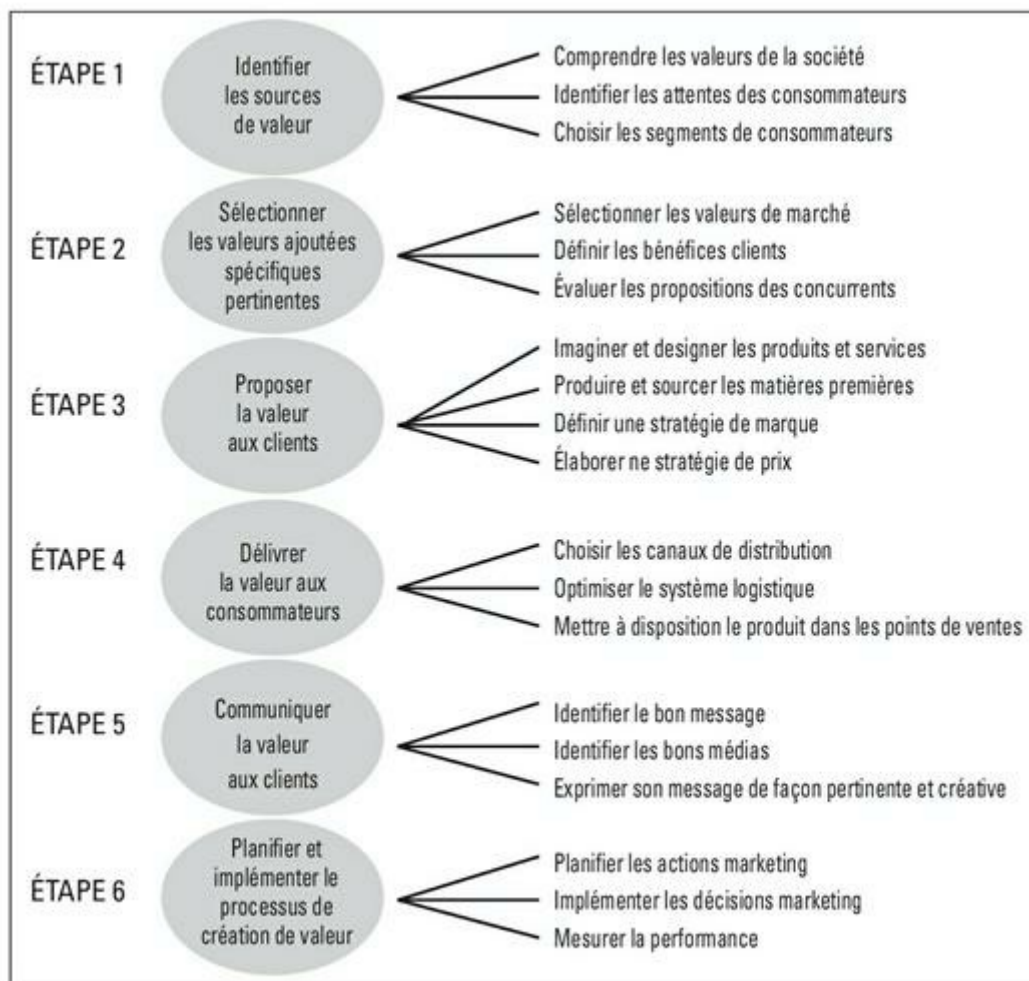 ÉTAPE 1
Identifier
les sources
de valeur
Comprendre les valeurs de la société
Identifier les attentes des consommateurs
Choisir les segments de consommateurs
ÉTAPE 2
Sélectionner
les valeurs ajoutées
spécifiques
pertinentes
Sélectionner les valeurs de marché
Définir les bénéfices clients
Évaluer les propositions des concurrents
ÉTAPE 3
Proposer
la valeur
aux clients
Imaginer et designer les produits et services
Produire et sourcer les matières premières
Définir une stratégie de marque
Élaborer ne stratégie de prix
ÉTAPE 4
Délivrer
la valeur aux
consommateurs
Choisir les canaux de distribution
Optimiser le système logistique
Mettre à disposition le produit dans les points de ventes
ÉTAPE 5
Communiquer
la valeur
aux clients
Identifier le bon message
Identifier les bons médias
Exprimer son message de façon pertinente et créative
ÉTAPE 6
Planifier et
implémenter le
processus de
création de valeur
Planifier les actions marketing
Implémenter les décisions marketing
Mesurer la performance